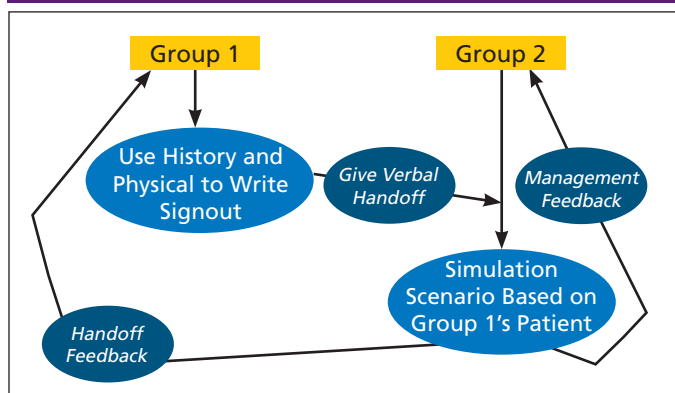 Group 1
Group 2
Use History and
Physical to Write
Signout
Give Verbal
Handoff
Management
Feedback
Simulation
Scenario Based on
Group 1's Patient
Handoff
Feedback